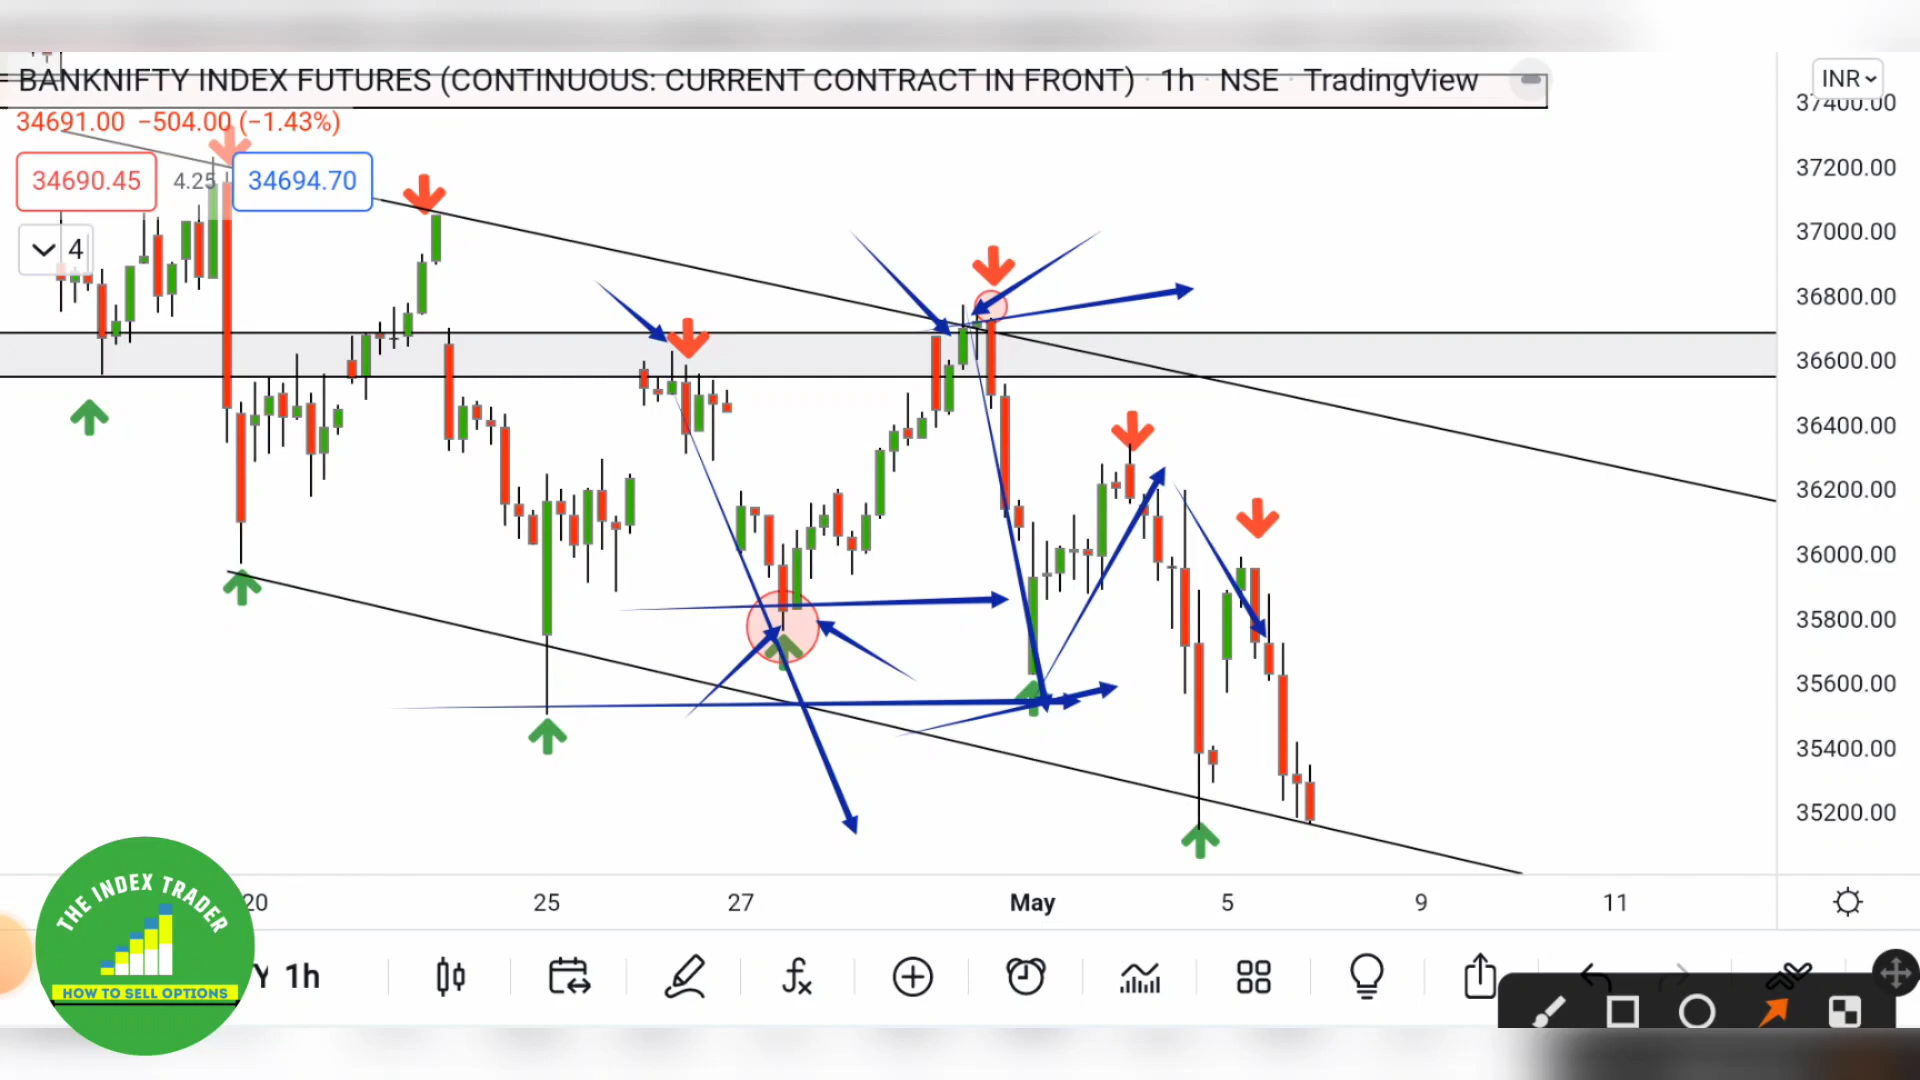 BANKNIFTY INDEX FUTURES (CONTINUOUS: CURRENT CONTRACT IN FRONT) · 1h · NSE · TradingView
INR
34691.00 −504.00 (−1.43%)
34690.45 4.25 34694.70
4
37400.00
37200.00
37000.00
36800.00
36600.00
36400.00
36200.00
36000.00
35800.00
35600.00
35400.00
35200.00
20 25 27 May 5 9 11
THE INDEX TRADER
HOW TO SELL OPTIONS
Y 1h
fx